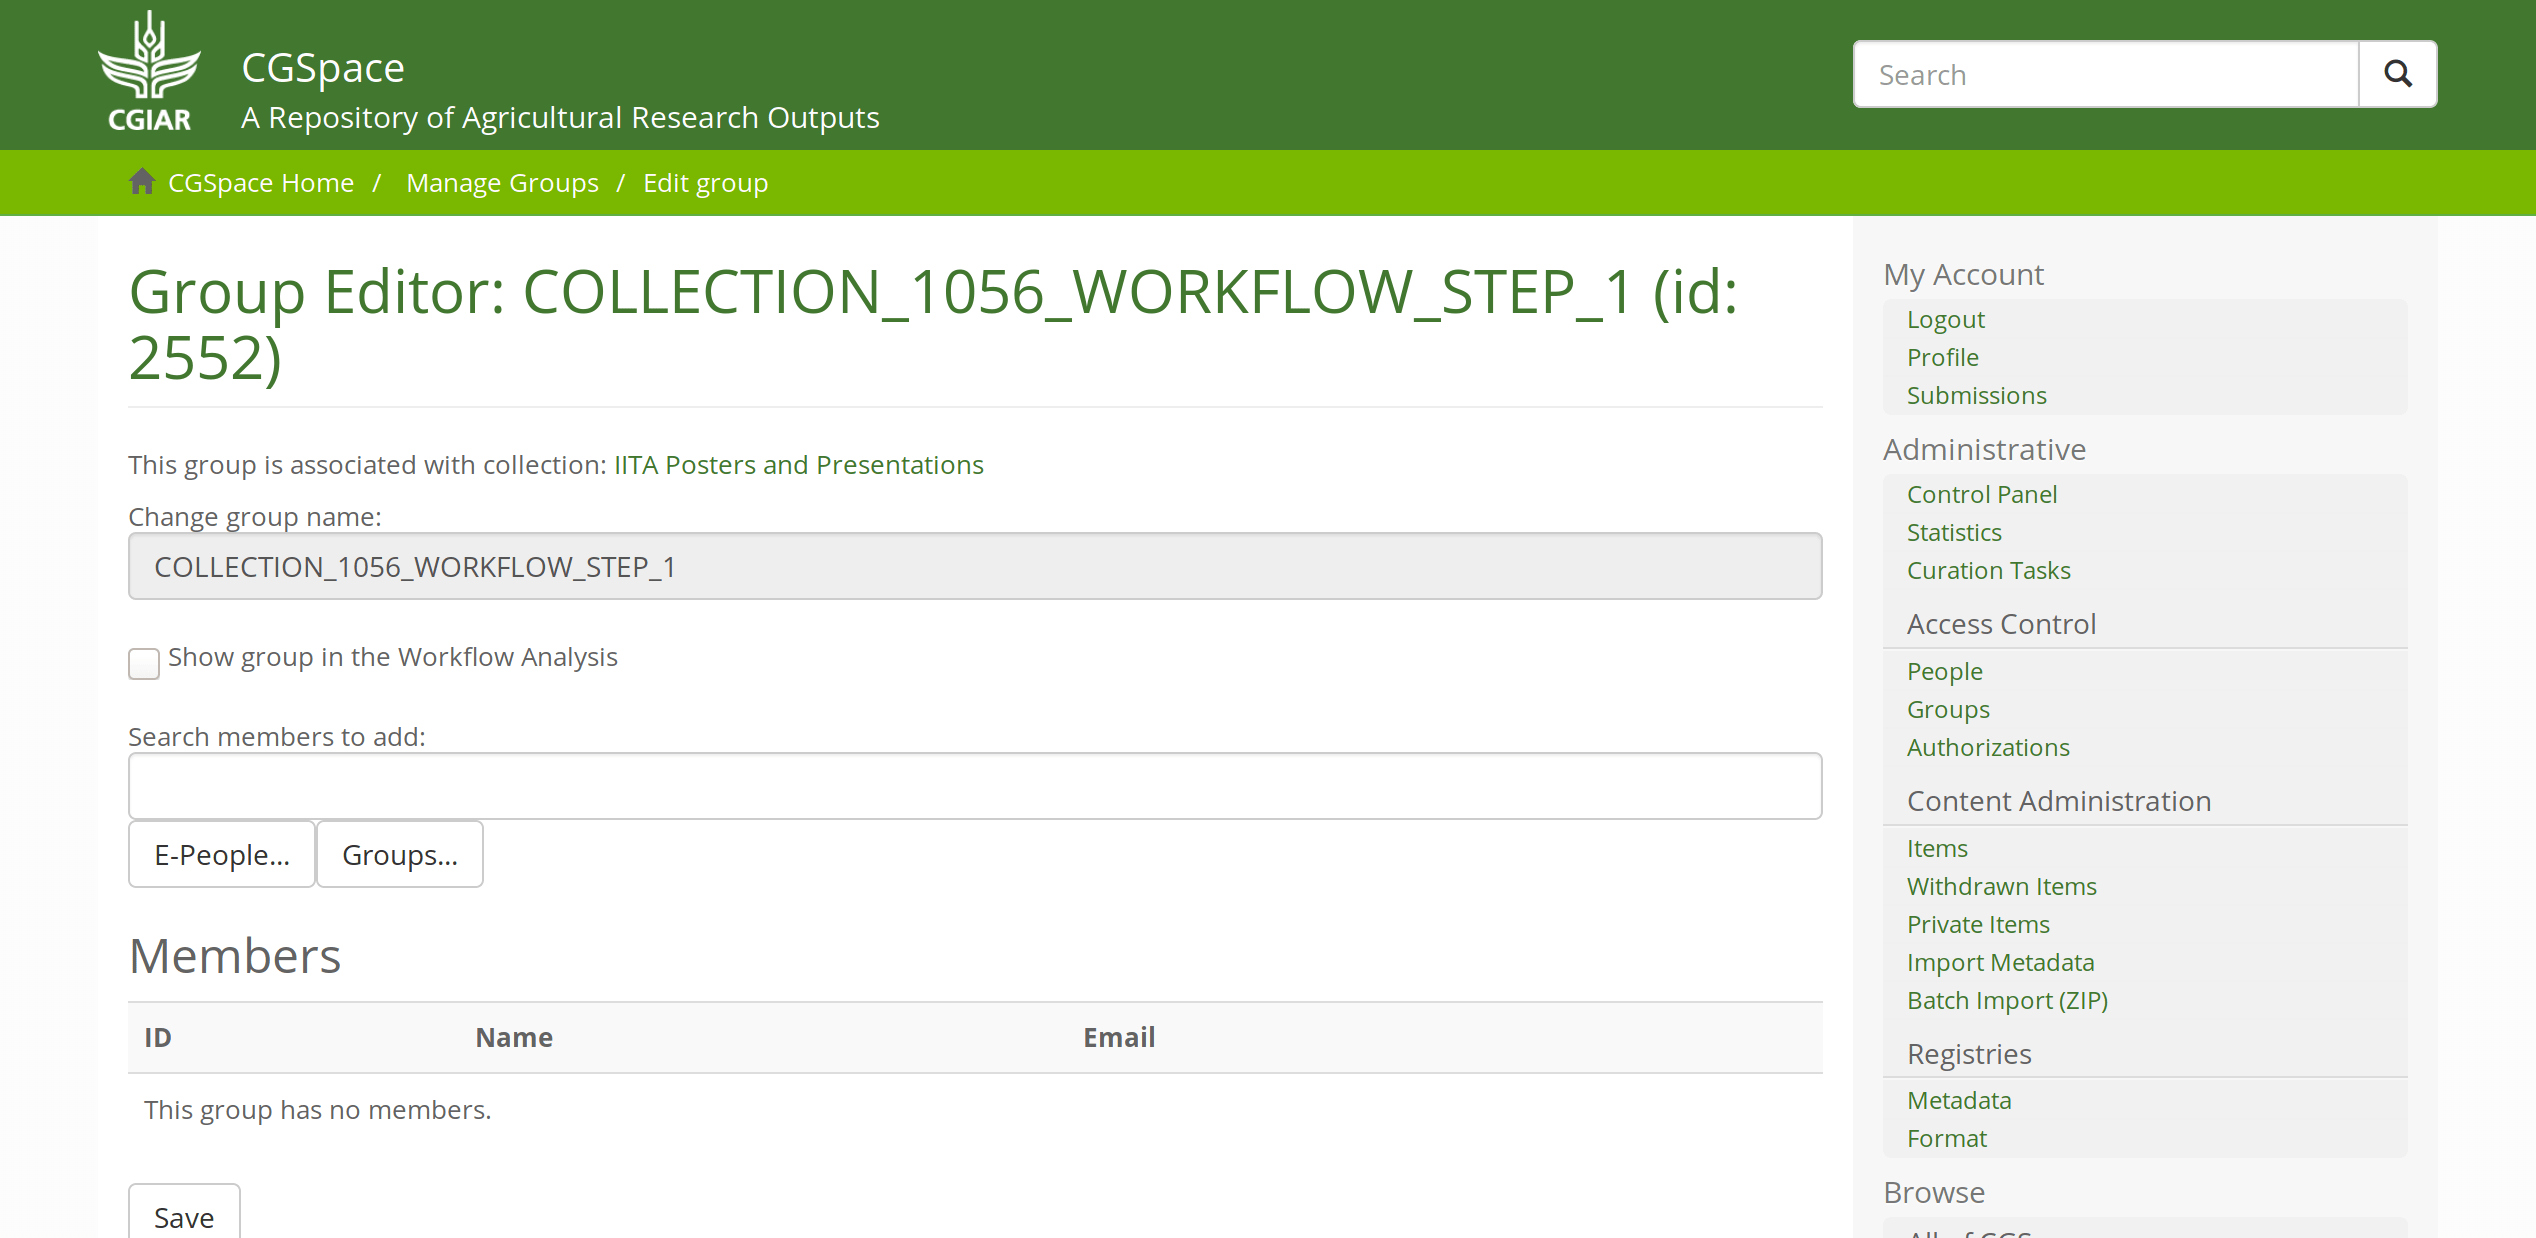 CGIAR
CGSpace
A Repository of Agricultural Research Outputs
Search
CGSpace Home / Manage Groups / Edit group
Group Editor: COLLECTION_1056_WORKFLOW_STEP_1 (id:
2552)
This group is associated with collection: IITA Posters and Presentations
Change group name:
COLLECTION_1056_WORKFLOW_STEP_1
Show group in the Workflow Analysis
Search members to add:
E-People...
Groups...
Members
ID Name Email
This group has no members.
Save
My Account
Logout
Profile
Submissions
Administrative
Control Panel
Statistics
Curation Tasks
Access Control
People
Groups
Authorizations
Content Administration
Items
Withdrawn Items
Private Items
Import Metadata
Batch Import (ZIP)
Registries
Metadata
Format
Browse